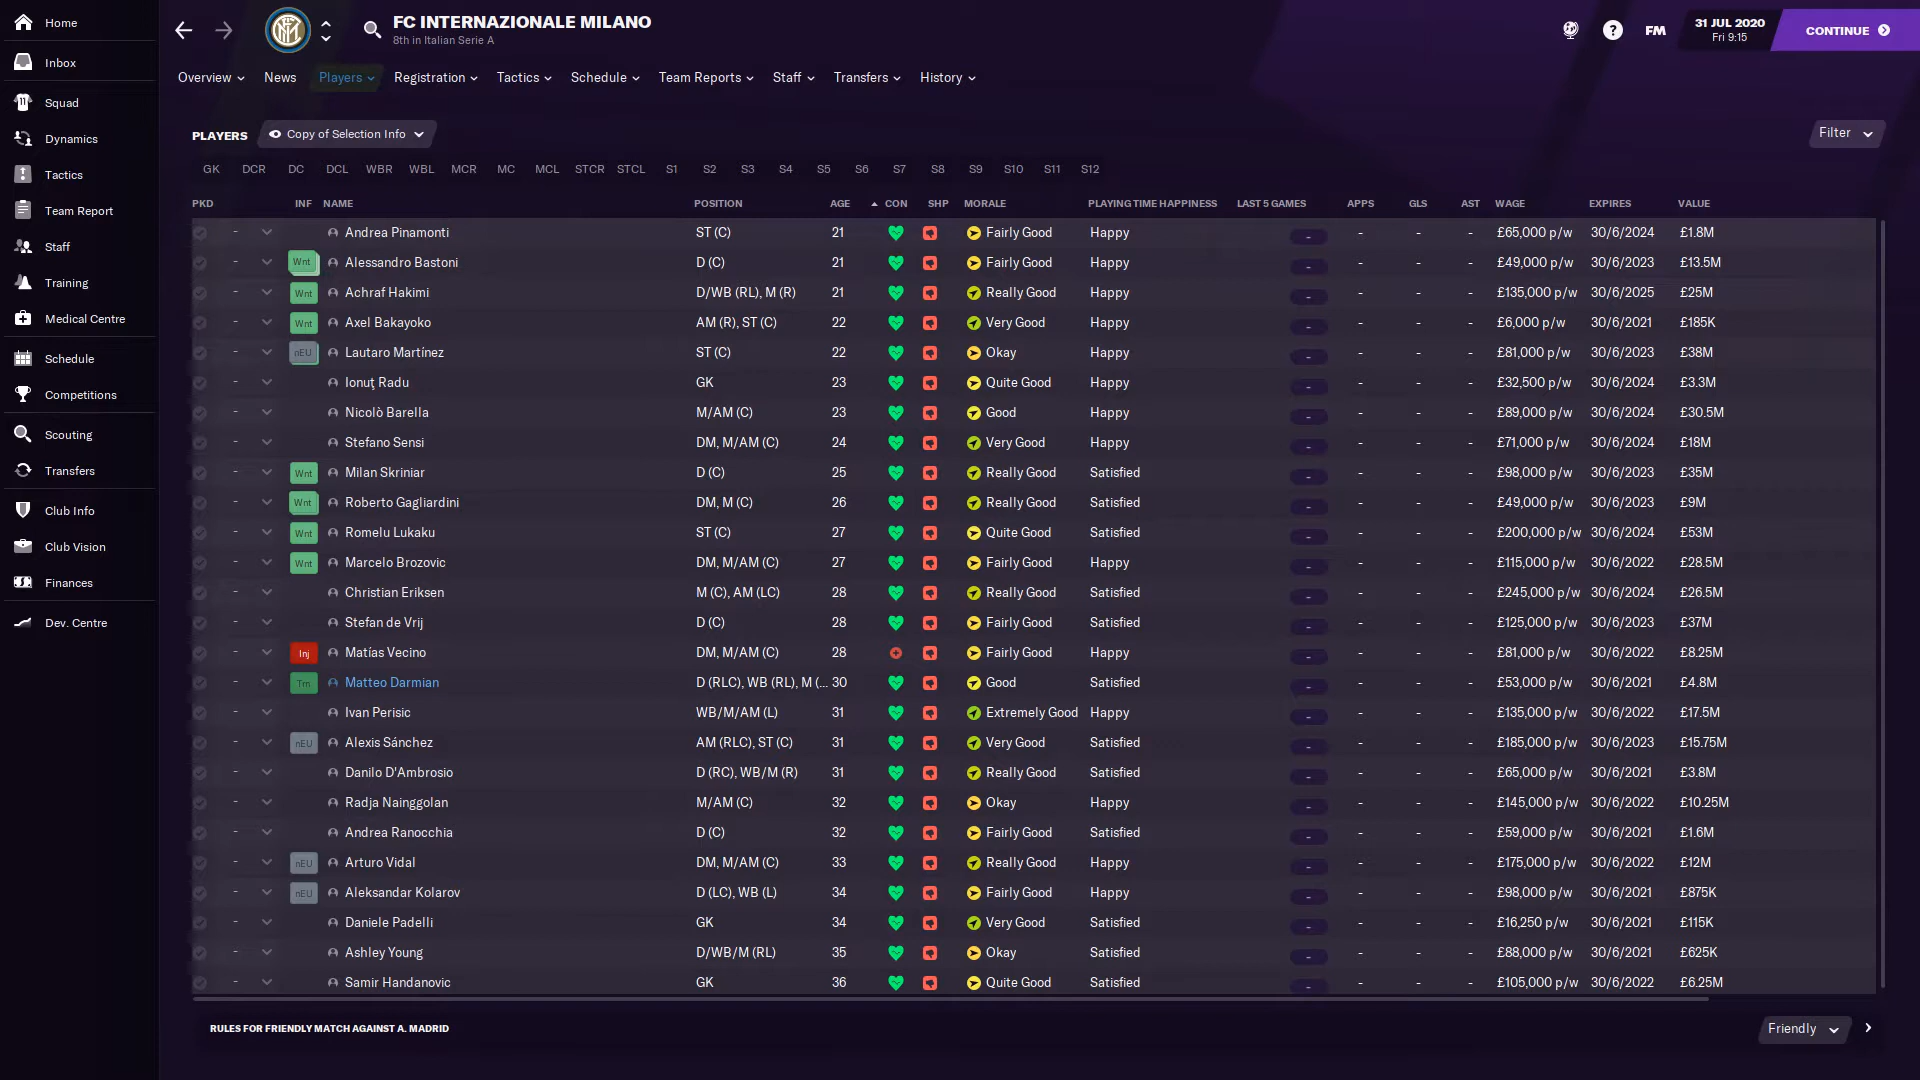 Home
Inbox
Squad
Dynamics
Tactics
Team Report
Staff
Training
Medical Centre
Schedule
Competitions
Scouting
Transfers
Club Info
Club Vision
Finances
Dev. Centre
FC INTERNAZIONALE MILANO
8th in Italian Serie A
FM
31 JUL 2020
Fri 9:15
CONTINUE
Overview News Players Registration Tactics Schedule Team Reports Staff Transfers History
PLAYERS Copy of Selection Info Filter
GK DCR DC DCL WBR WBL MCR MC MCL STCR STCL S1 S2 S3 S4 S5 S6 S7 S8 S9 S10 S11 S12
PKD INF NAME POSITION AGE CON SHP MORALE PLAYING TIME HAPPINESS LAST 5 GAMES APPS GLS AST WAGE EXPIRES VALUE
- Andrea Pinamonti ST (C) 21 Fairly Good Happy - - - - £65,000 p/w 30/6/2024 £1.8M
- Wnt Alessandro Bastoni D (C) 21 Fairly Good Happy - - - - £49,000 p/w 30/6/2023 £13.5M
- Wnt Achraf Hakimi D/WB (RL), M (R) 21 Really Good Happy - - - - £135,000 p/w 30/6/2025 £25M
- Wnt Axel Bakayoko AM (R), ST (C) 22 Very Good Happy - - - - £6,000 p/w 30/6/2021 £185K
- nEU Lautaro Martínez ST (C) 22 Okay Happy - - - - £81,000 p/w 30/6/2023 £38M
- Ionuţ Radu GK 23 Quite Good Happy - - - - £32,500 p/w 30/6/2024 £3.3M
- Nicolò Barella M/AM (C) 23 Good Happy - - - - £89,000 p/w 30/6/2024 £30.5M
- Stefano Sensi DM, M/AM (C) 24 Very Good Happy - - - - £71,000 p/w 30/6/2024 £18M
- Wnt Milan Skriniar D (C) 25 Really Good Satisfied - - - - £98,000 p/w 30/6/2023 £35M
- Wnt Roberto Gagliardini DM, M (C) 26 Really Good Satisfied - - - - £49,000 p/w 30/6/2023 £9M
- Wnt Romelu Lukaku ST (C) 27 Quite Good Satisfied - - - - £200,000 p/w 30/6/2024 £53M
- Wnt Marcelo Brozovic DM, M/AM (C) 27 Fairly Good Happy - - - - £115,000 p/w 30/6/2022 £28.5M
- Christian Eriksen M (C), AM (LC) 28 Really Good Satisfied - - - - £245,000 p/w 30/6/2024 £26.5M
- Stefan de Vrij D (C) 28 Fairly Good Satisfied - - - - £125,000 p/w 30/6/2023 £37M
- Inj Matías Vecino DM, M/AM (C) 28 Fairly Good Happy - - - - £81,000 p/w 30/6/2022 £8.25M
- Trn Matteo Darmian D (RLC), WB (RL), M (... 30 Good Satisfied - - - - £53,000 p/w 30/6/2021 £4.8M
- Ivan Perisic WB/M/AM (L) 31 Extremely Good Happy - - - - £135,000 p/w 30/6/2022 £17.5M
- nEU Alexis Sánchez AM (RLC), ST (C) 31 Very Good Satisfied - - - - £185,000 p/w 30/6/2023 £15.75M
- Danilo D'Ambrosio D (RC), WB/M (R) 31 Really Good Satisfied - - - - £65,000 p/w 30/6/2021 £3.8M
- Radja Nainggolan M/AM (C) 32 Okay Happy - - - - £145,000 p/w 30/6/2022 £10.25M
- Andrea Ranocchia D (C) 32 Fairly Good Satisfied - - - - £59,000 p/w 30/6/2021 £1.6M
- nEU Arturo Vidal DM, M/AM (C) 33 Really Good Happy - - - - £175,000 p/w 30/6/2022 £12M
- nEU Aleksandar Kolarov D (LC), WB (L) 34 Fairly Good Happy - - - - £98,000 p/w 30/6/2021 £875K
- Daniele Padelli GK 34 Very Good Satisfied - - - - £16,250 p/w 30/6/2021 £115K
- Ashley Young D/WB/M (RL) 35 Okay Satisfied - - - - £88,000 p/w 30/6/2021 £625K
- Samir Handanovic GK 36 Quite Good Satisfied - - - - £105,000 p/w 30/6/2022 £6.25M
RULES FOR FRIENDLY MATCH AGAINST A. MADRID Friendly